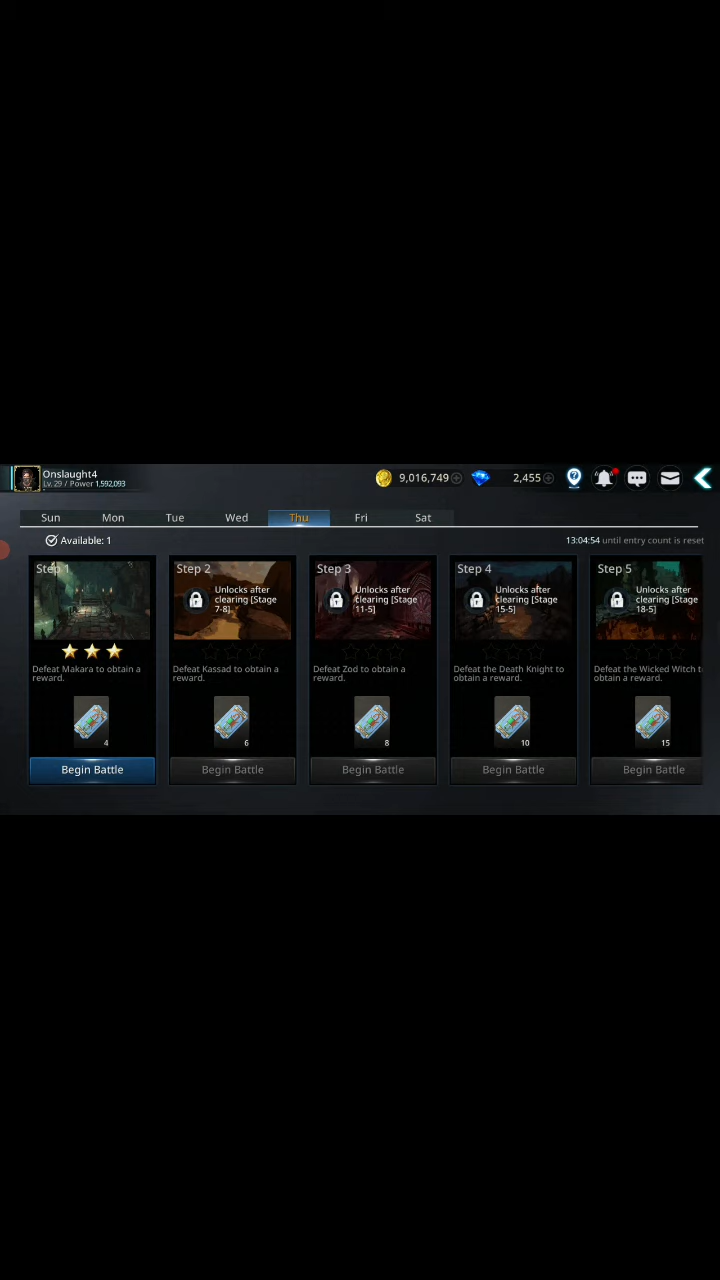 Onslaught4
Lv. 29 / Power 1,592,093
9,016,749
2,455
Sun Mon Tue Wed Thu Fri Sat
Available: 1
13:04:54 until entry count is reset
Step 1
Defeat Makara to obtain a
reward.
4
Begin Battle
Step 2
Unlocks after
clearing [Stage
7-8]
Defeat Kassad to obtain a
reward.
6
Begin Battle
Step 3
Unlocks after
clearing [Stage
11-5]
Defeat Zod to obtain a
reward.
8
Begin Battle
Step 4
Unlocks after
clearing [Stage
15-5]
Defeat the Death Knight to
obtain a reward.
10
Begin Battle
Step 5
Unlocks after
clearing [Stage
18-5]
Defeat the Wicked Witch t
obtain a reward.
15
Begin Battle